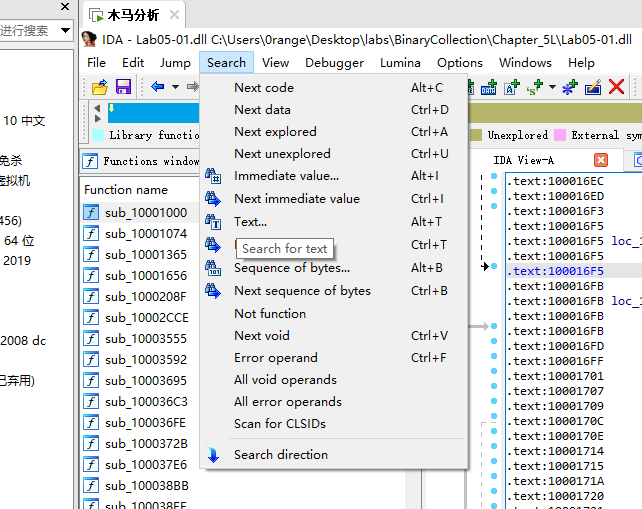 木马分析
进行搜索
IDA - Lab05-01.dll C:\Users\0range\Desktop\labs\BinaryCollection\Chapter_5L\Lab05-01.dll
File Edit Jump Search View Debugger Lumina Options Windows Help
Next code Alt+C
Next data Ctrl+D
Next explored Ctrl+A
Next unexplored Ctrl+U
Immediate value... Alt+I
Next immediate value Ctrl+I
Text... Alt+T
Ctrl+T
Search for text
Sequence of bytes... Alt+B
Next sequence of bytes Ctrl+B
Not function
Next void Ctrl+V
Error operand Ctrl+F
All void operands
All error operands
Scan for CLSIDs
Search direction
10 中文
免杀
虚拟机
456)
64 位
2019
2008 dc
已弃用)
Library functio
Unexplored External sym
Functions window
IDA View-A
Function name
sub_10001000
sub_10001074
sub_10001365
sub_10001656
sub_1000208F
sub_10002CCE
sub_10003555
sub_10003592
sub_10003695
sub_100036C3
sub_100036FE
sub_1000372B
sub_100037E6
sub_100038BB
sub_100038EE
.text:100016EC
.text:100016ED
.text:100016F3
.text:100016F5
.text:100016F5 loc_1
.text:100016F5
.text:100016F5
.text:100016FB
.text:100016FB loc_1
.text:100016FB
.text:100016FB
.text:100016FD
.text:100016FF
.text:10001701
.text:10001707
.text:10001709
.text:1000170C
.text:1000170E
.text:10001714
.text:10001715
.text:1000171A
.text:10001720
.text:10001721